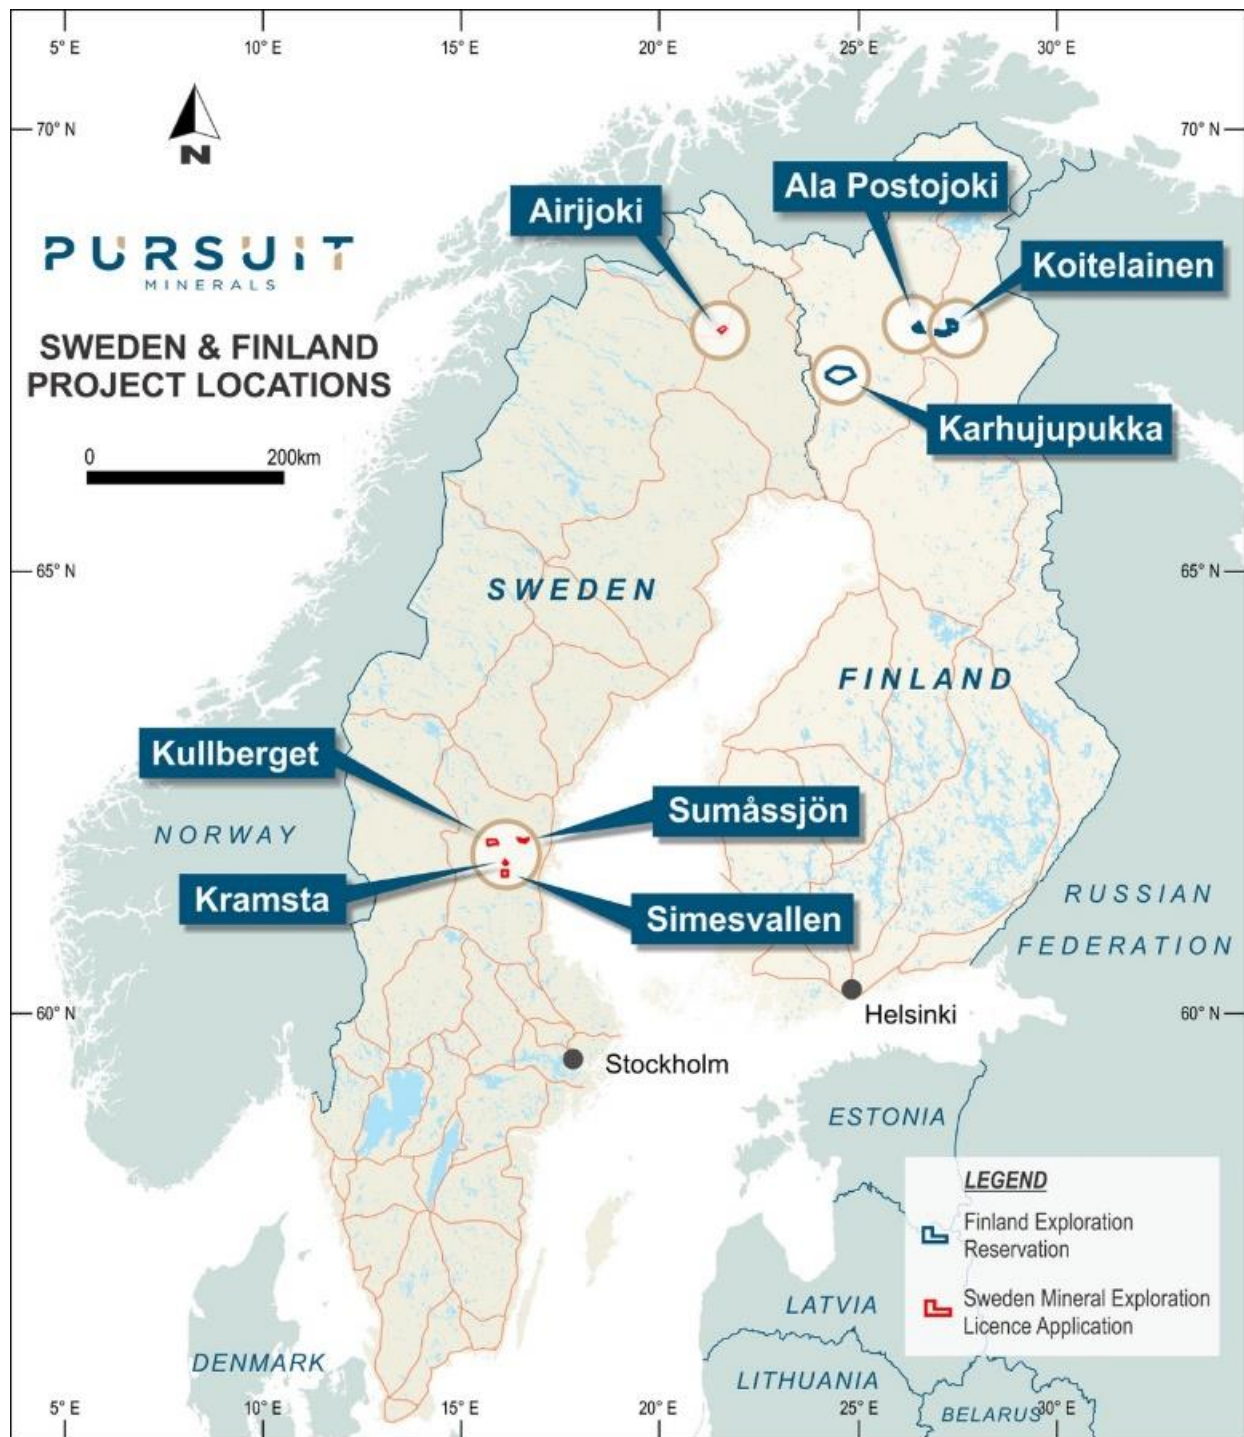 5° E
10° E
15° E
20° E
25° E
30° E
70° N
70° N
N
Ala Postojoki
Airijoki
PURSUIT
MINERALS
Koitelainen
SWEDEN & FINLAND
PROJECT LOCATIONS
Karhujupukka
0
200km
65° N
65° N
SWEDEN
FINLAND
Kullberget
Sumåssjön
NORWAY
Kramsta
Simesvallen
RUSSIAN
FEDERATION
60° N
60° N
Helsinki
Stockholm
ESTONIA
LEGEND
Finland Exploration
Reservation
Sweden Mineral Exploration
Licence Application
LATVIA
DENMARK
LITHUANIA
BELARUS
5° E
10° E
15° E
20° E
25° E
30° E